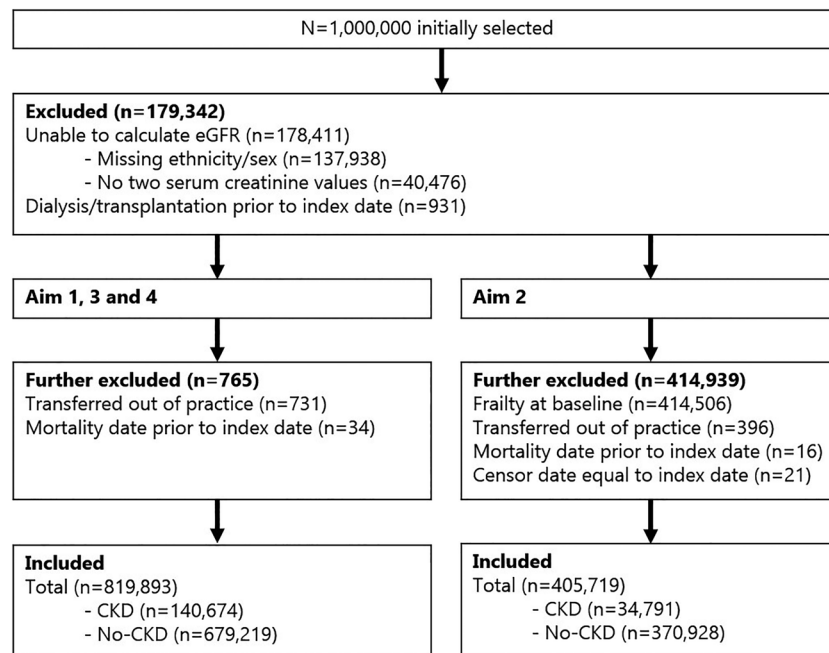 N=1,000,000 initially selected
Excluded (n=179,342)
Unable to calculate eGFR (n=178,411)
- Missing ethnicity/sex (n=137,938)
- No two serum creatinine values (n=40,476)
Dialysis/transplantation prior to index date (n=931)
Aim 1, 3 and 4
Further excluded (n=765)
Transferred out of practice (n=731)
Mortality date prior to index date (n=34)
Included
Total (n=819,893)
- CKD (n=140,674)
- No-CKD (n=679,219)
Aim 2
Further excluded (n=414,939)
Frailty at baseline (n=414,506)
Transferred out of practice (n=396)
Mortality date prior to index date (n=16)
Censor date equal to index date (n=21)
Included
Total (n=405,719)
- CKD (n=34,791)
- No-CKD (n=370,928)